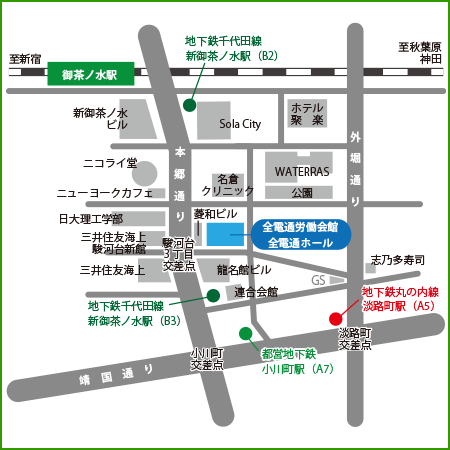 地下鉄千代田線
新御茶ノ水駅（B2）
至秋葉原
神田
至新宿
御茶ノ水駅
新御茶ノ水
ビル
Sola City
ホテル
聚楽
外堀通り
本郷通り
ニコライ堂
WATERRAS
名倉
クリニック
公園
ニューヨークカフェ
菱和ビル
日大理工学部
全電通労働会館
全電通ホール
三井住友海上
駿河台新館
駿河台
3丁目
交差点
三井住友海上
龍名館ビル
志乃多寿司
GS
連合会館
地下鉄千代田線
新御茶ノ水駅（B3）
地下鉄丸の内線
淡路町駅（A5）
淡路町
交差点
小川町
交差点
都営地下鉄
小川町駅（A7）
靖国通り